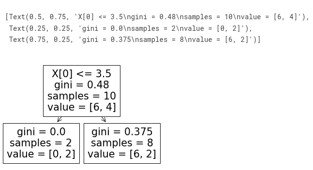 [Text(0.5, 0.75, 'X[0] <= 3.5\ngini = 0.48\nsamples = 10\nvalue = [6, 4]'),
Text(0.25, 0.25, 'gini = 0.0\nsamples = 2\nvalue = [0, 2]'),
Text(0.75, 0.25, 'gini = 0.375\nsamples = 8\nvalue = [6, 2]')]
X[0] <= 3.5
gini = 0.48
samples = 10
value = [6, 4]
gini = 0.0
samples = 2
value = [0, 2]
gini = 0.375
samples = 8
value = [6, 2]